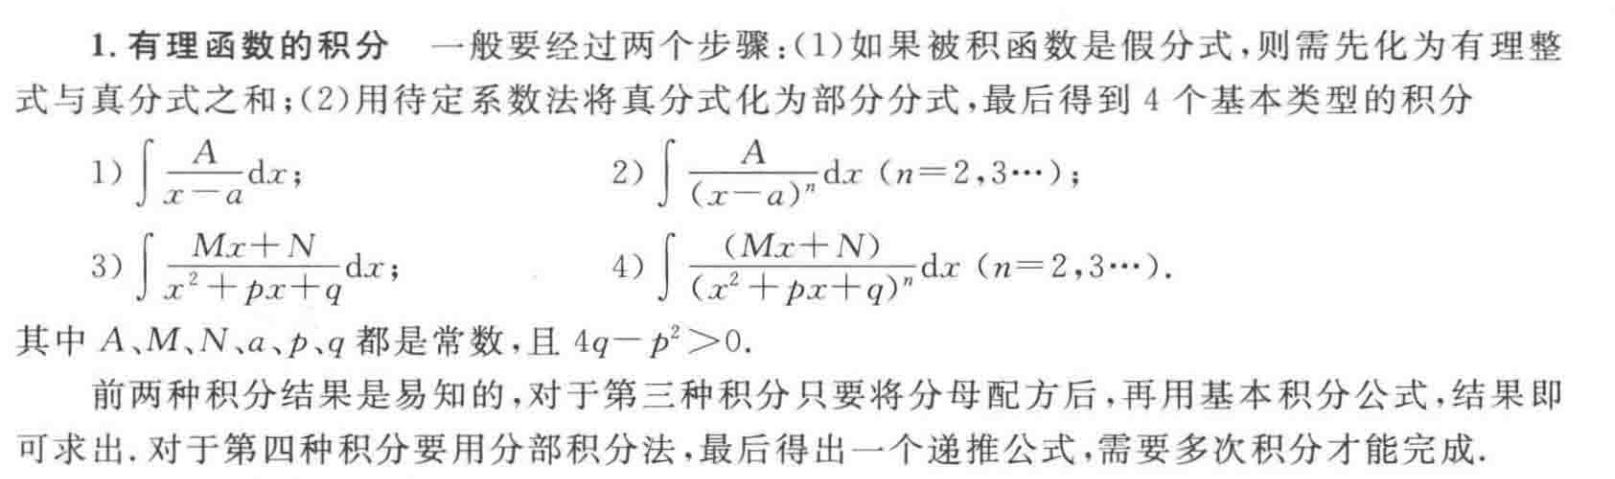 1. 有理函数的积分 一般要经过两个步骤:(1)如果被积函数是假分式,则需先化为有理整
式与真分式之和;(2)用待定系数法将真分式化为部分分式,最后得到 4 个基本类型的积分
1) ∫ A/(x−a) dx; 2) ∫ A/(x−a)ⁿ dx (n=2,3⋯);
3) ∫ (Mx+N)/(x²+px+q) dx; 4) ∫ (Mx+N)/(x²+px+q)ⁿ dx (n=2,3⋯).
其中 A、M、N、a、p、q 都是常数,且 4q−p²>0.
前两种积分结果是易知的,对于第三种积分只要将分母配方后,再用基本积分公式,结果即
可求出.对于第四种积分要用分部积分法,最后得出一个递推公式,需要多次积分才能完成.